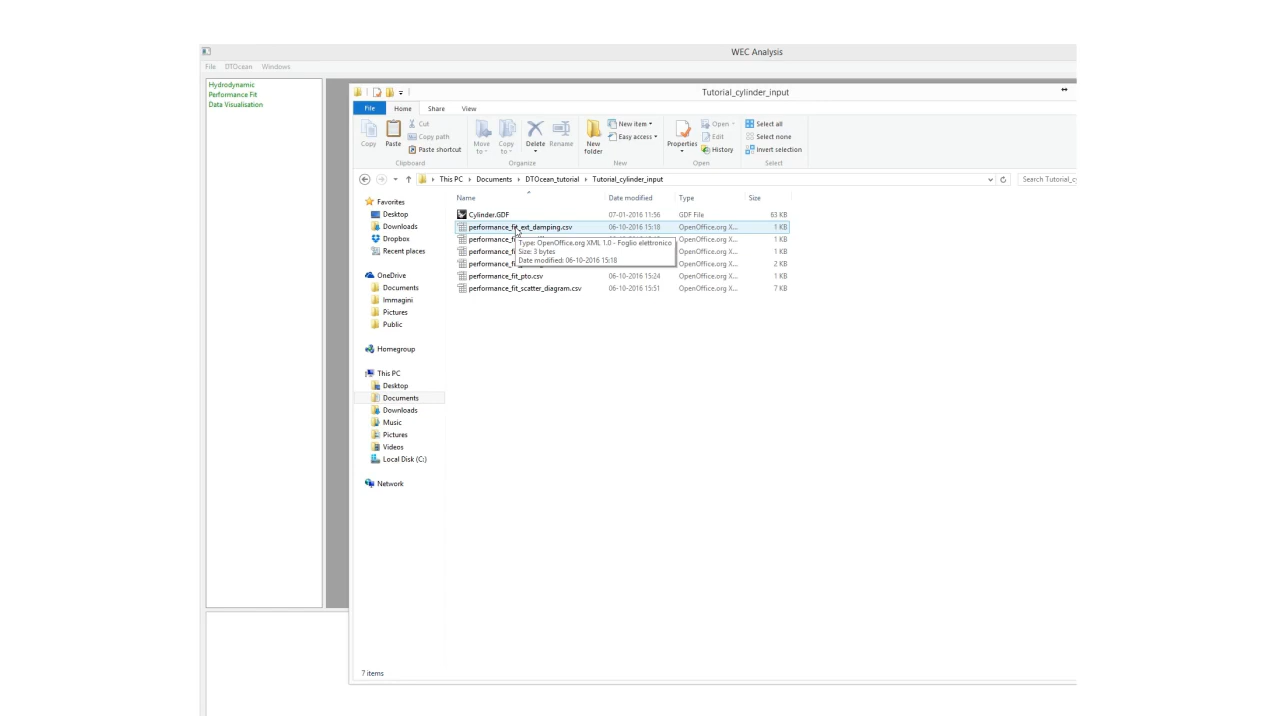 WEC Analysis
File DTOcean Windows
Hydrodynamic
Performance Fit
Data Visualisation
Tutorial_cylinder_input
File Home Share View
Copy Paste Cut Copy path Paste shortcut
Move to Copy to Delete Rename
New folder New item Easy access
Properties Open Edit History
Select all Select none Invert selection
Clipboard Organize New Open Select
This PC Documents DTOcean_tutorial Tutorial_cylinder_input Search Tutorial_c
Name Date modified Type Size
Cylinder.GDF 07-01-2016 11:56 GDF File 63 KB
performance_fit_ext_damping.csv 06-10-2016 15:18 OpenOffice.org X... 1 KB
performance_fi OpenOffice.org X... 1 KB
performance_fi OpenOffice.org X... 1 KB
performance_fi 06-10-2016 OpenOffice.org X... 2 KB
performance_fit_pto.csv 06-10-2016 15:24 OpenOffice.org X... 1 KB
performance_fit_scatter_diagram.csv 06-10-2016 15:51 OpenOffice.org X... 7 KB
Type: OpenOffice.org XML 1.0 - Foglio elettronico
Size: 3 bytes
Date modified: 06-10-2016 15:18
Favorites
Desktop
Downloads
Dropbox
Recent places
OneDrive
Documents
Immagini
Pictures
Public
Homegroup
This PC
Desktop
Documents
Downloads
Music
Pictures
Videos
Local Disk (C:)
Network
7 items